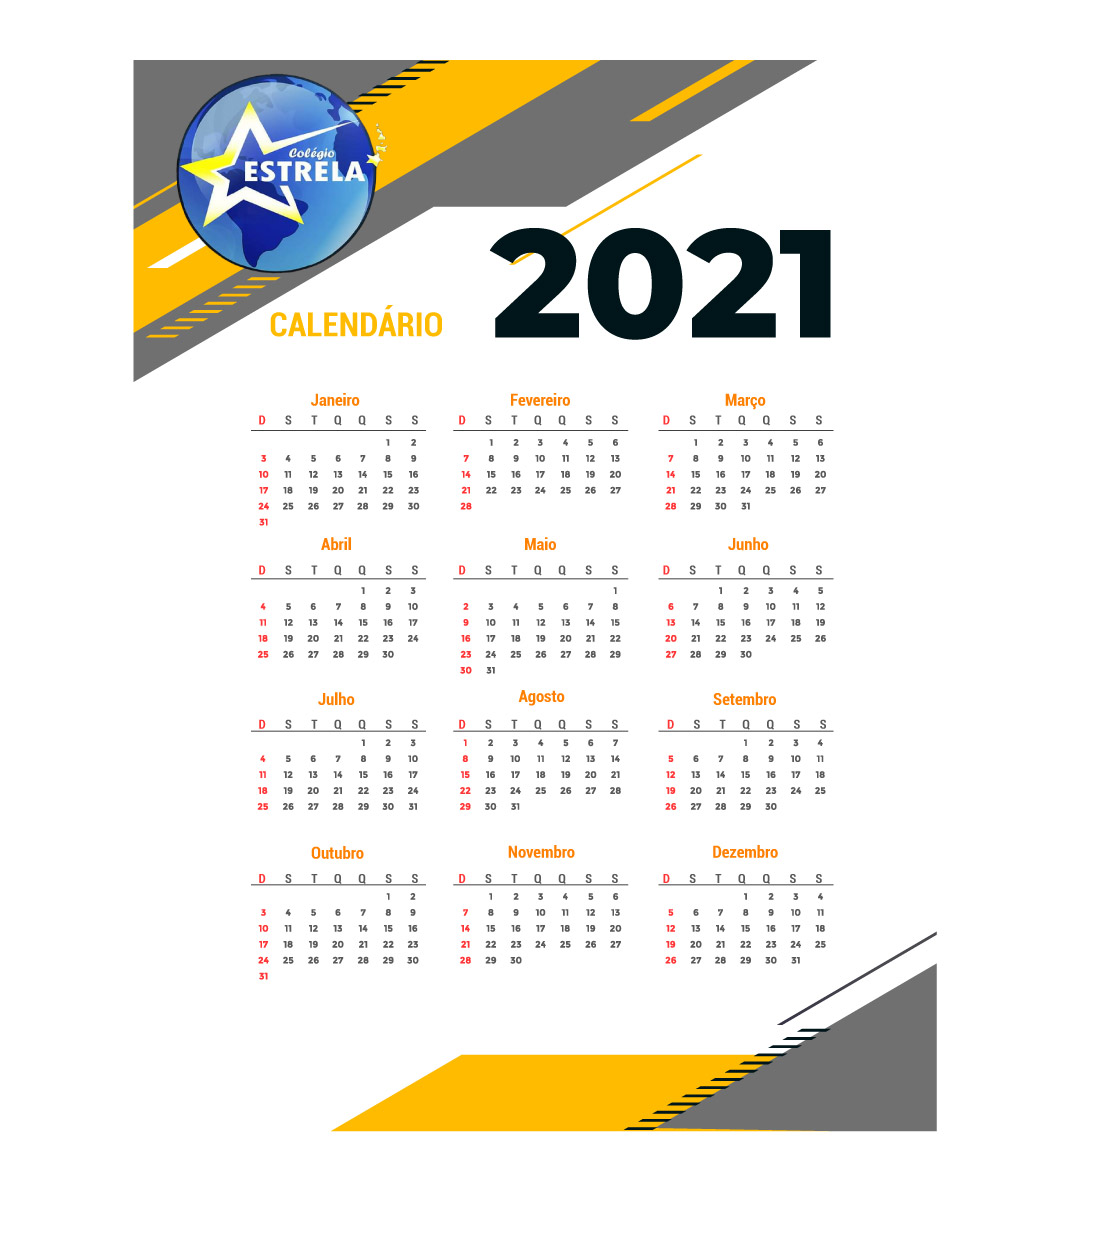 Colégio
ESTRELA
2021
CALENDÁRIO
Janeiro
D S T Q Q S S
1 2
3 4 5 6 7 8 9
10 11 12 13 14 15 16
17 18 19 20 21 22 23
24 25 26 27 28 29 30
31
Fevereiro
D S T Q Q S S
1 2 3 4 5 6
7 8 9 10 11 12 13
14 15 16 17 18 19 20
21 22 23 24 25 26 27
28
Março
D S T Q Q S S
1 2 3 4 5 6
7 8 9 10 11 12 13
14 15 16 17 18 19 20
21 22 23 24 25 26 27
28 29 30 31
Abril
D S T Q Q S S
1 2 3
4 5 6 7 8 9 10
11 12 13 14 15 16 17
18 19 20 21 22 23 24
25 26 27 28 29 30
Maio
D S T Q Q S S
1
2 3 4 5 6 7 8
9 10 11 12 13 14 15
16 17 18 19 20 21 22
23 24 25 26 27 28 29
30 31
Junho
D S T Q Q S S
1 2 3 4 5
6 7 8 9 10 11 12
13 14 15 16 17 18 19
20 21 22 23 24 25 26
27 28 29 30
Julho
D S T Q Q S S
1 2 3
4 5 6 7 8 9 10
11 12 13 14 15 16 17
18 19 20 21 22 23 24
25 26 27 28 29 30 31
Agosto
D S T Q Q S S
1 2 3 4 5 6 7
8 9 10 11 12 13 14
15 16 17 18 19 20 21
22 23 24 25 26 27 28
29 30 31
Setembro
D S T Q Q S S
1 2 3 4
5 6 7 8 9 10 11
12 13 14 15 16 17 18
19 20 21 22 23 24 25
26 27 28 29 30
Outubro
D S T Q Q S S
1 2
3 4 5 6 7 8 9
10 11 12 13 14 15 16
17 18 19 20 21 22 23
24 25 26 27 28 29 30
31
Novembro
D S T Q Q S S
1 2 3 4 5 6
7 8 9 10 11 12 13
14 15 16 17 18 19 20
21 22 23 24 25 26 27
28 29 30
Dezembro
D S T Q Q S S
1 2 3 4
5 6 7 8 9 10 11
12 13 14 15 16 17 18
19 20 21 22 23 24 25
26 27 28 29 30 31